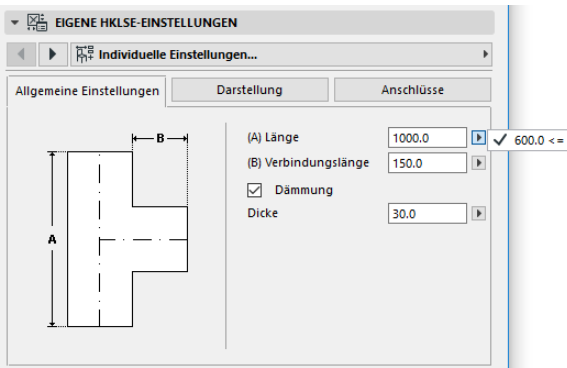 EIGENE HKLSE-EINSTELLUNGEN
Individuelle Einstellungen...
Allgemeine Einstellungen Darstellung Anschlüsse
B
A
(A) Länge 1000.0 600.0 <=
(B) Verbindungslänge 150.0
Dämmung
Dicke 30.0